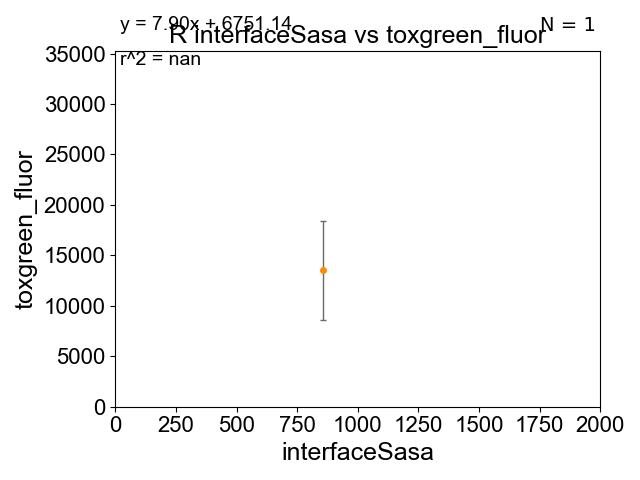 y = 7.90x + 6751.14
N = 1
R interfaceSasa vs toxgreen_fluor
r^2 = nan
35000
30000
25000
20000
15000
10000
5000
0
toxgreen_fluor
0 250 500 750 1000 1250 1500 1750 2000
interfaceSasa